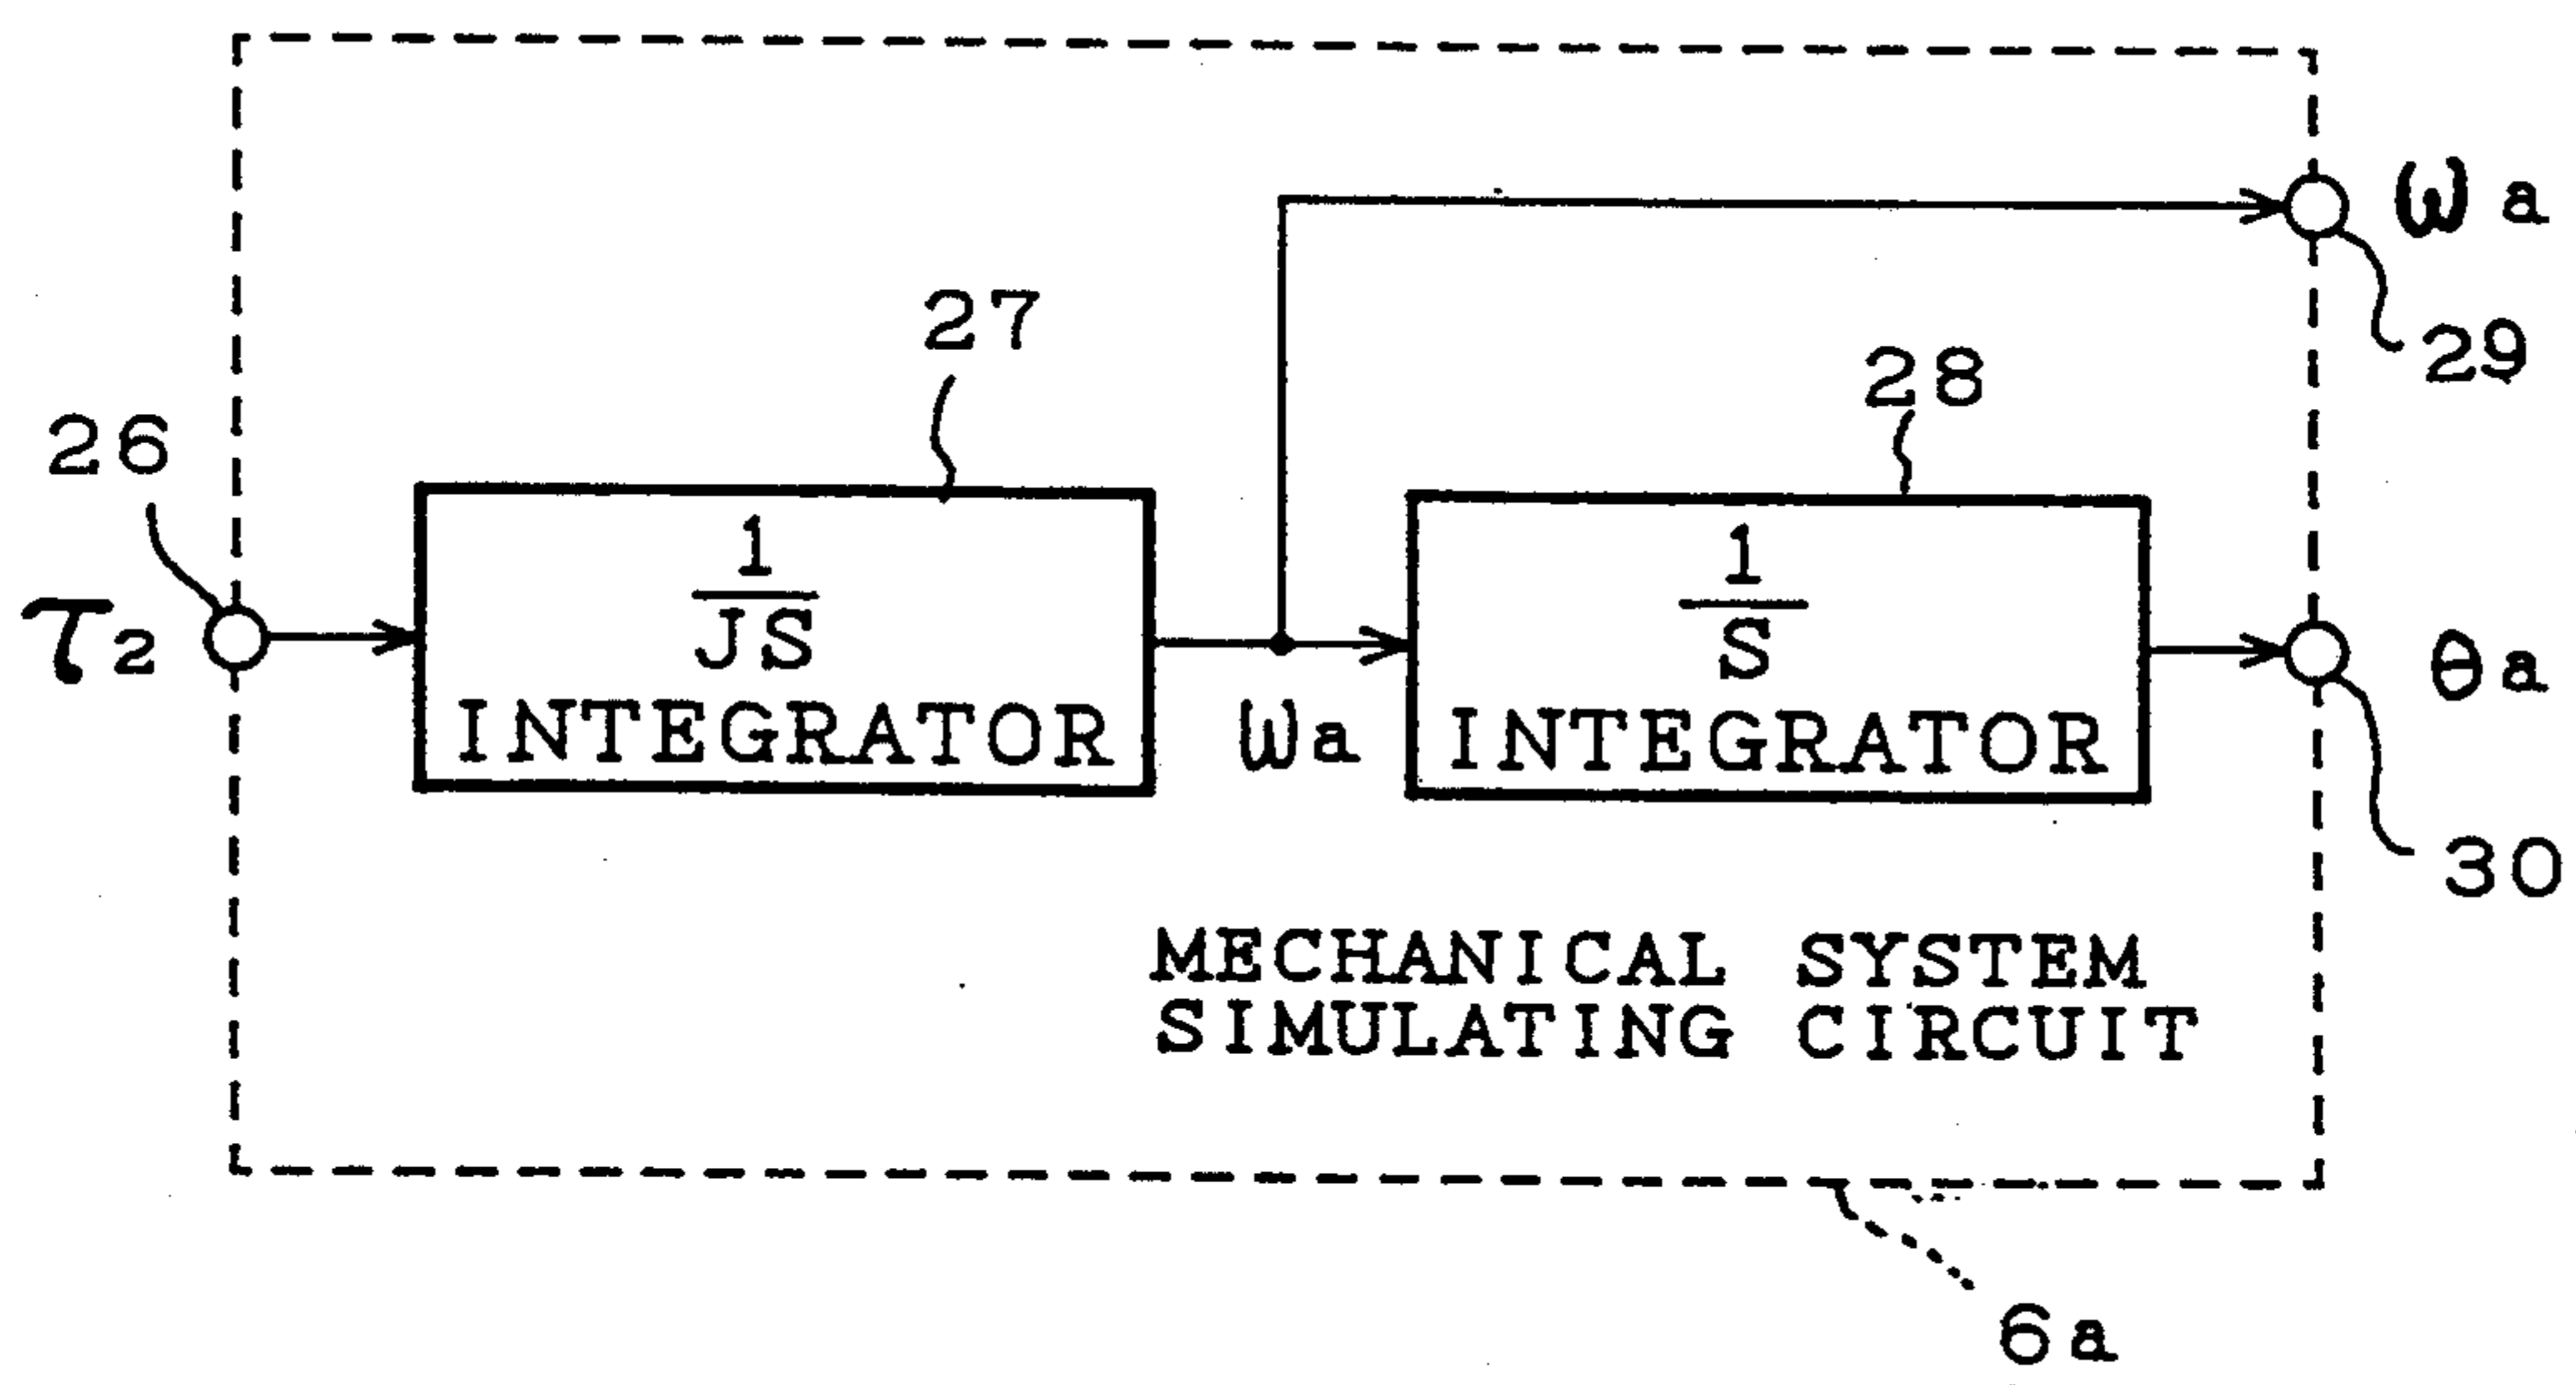 ωa
29
27
28
26
τ2
1
JS
INTEGRATOR
ωa
1
S
INTEGRATOR
θa
30
MECHANICAL SYSTEM
SIMULATING CIRCUIT
6a